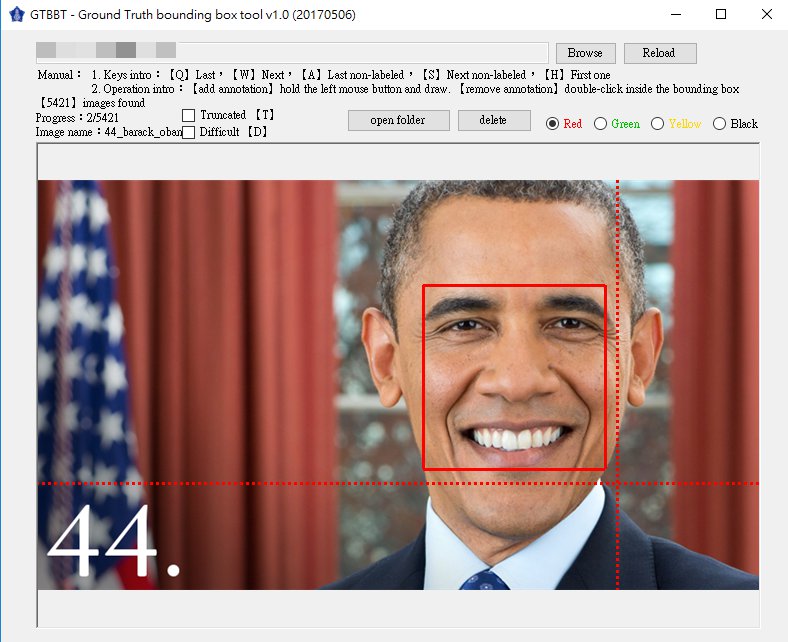 GTBBT - Ground Truth bounding box tool v1.0 (20170506)
Browse
Reload
Manual： 1. Keys intro：【Q】Last，【W】Next，【A】Last non-labeled，【S】Next non-labeled，【H】First one
2. Operation intro：【add annotation】hold the left mouse button and draw. 【remove annotation】double-click inside the bounding box
【5421】images found
Progress：2/5421
Truncated 【T】
Image name：44_barack_oban
Difficult 【D】
open folder
delete
Red
Green
Yellow
Black
44.